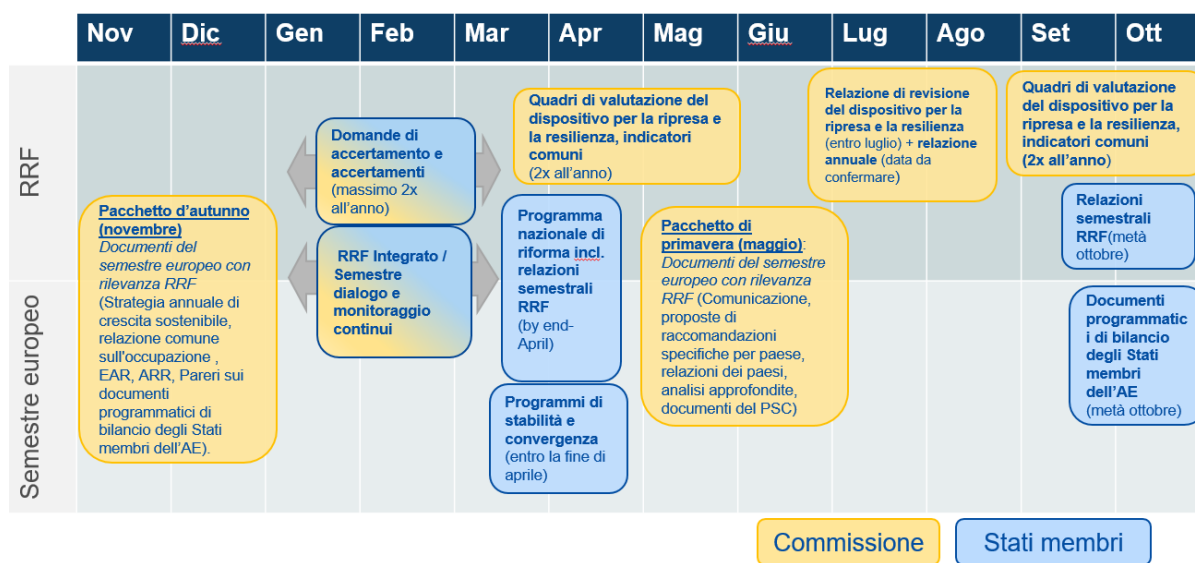 Nov Dic Gen Feb Mar Apr Mag Giu Lug Ago Set Ott
RRF
Semestre europeo
Pacchetto d'autunno
(novembre)
Documenti del
semestre europeo con
rilevanza RRF
(Strategia annuale di
crescita sostenibile,
relazione comune
sull'occupazione ,
EAR, ARR, Pareri sui
documenti
programmatici di
bilancio degli Stati
membri dell'AE).
Domande di
accertamento e
accertamenti
(massimo 2x
all'anno)
RRF Integrato /
Semestre
dialogo e
monitoraggio
continui
Quadri di valutazione del
dispositivo per la ripresa e
la resilienza, indicatori
comuni
(2x all'anno)
Programma
nazionale di
riforma incl.
relazioni
semestrali
RRF
(by end-
April)
Programmi di
stabilità e
convergenza
(entro la fine di
aprile)
Pacchetto di
primavera (maggio):
Documenti del semestre
europeo con rilevanza
RRF (Comunicazione,
proposte di
raccomandazioni
specifiche per paese,
relazioni dei paesi,
analisi approfondite,
documenti del PSC)
Relazione di revisione
del dispositivo per la
ripresa e la resilienza
(entro luglio) + relazione
annuale (data da
confermare)
Quadri di valutazione
del dispositivo per la
ripresa e la resilienza,
indicatori comuni
(2x all'anno)
Relazioni
semestrali
RRF(metà
ottobre)
Documenti
programmatic
i di bilancio
degli Stati
membri
dell'AE
(metà ottobre)
Commissione
Stati membri